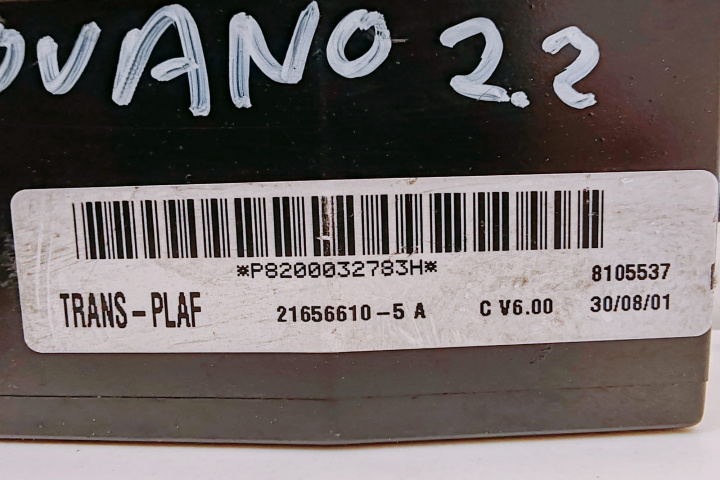 OVANO 2.2
*P8200032783H*
8105537
TRANS-PLAF 21656610-5 A C V6.00 30/08/01